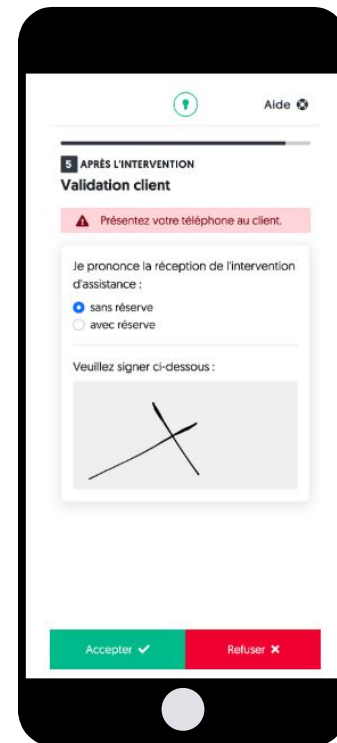 Aide
5 APRÈS L'INTERVENTION
Validation client
Présentez votre téléphone au client.
Je prononce la réception de l'intervention
d'assistance :
sans réserve
avec réserve
Veuillez signer ci-dessous :
Accepter ✔ Refuser ✖